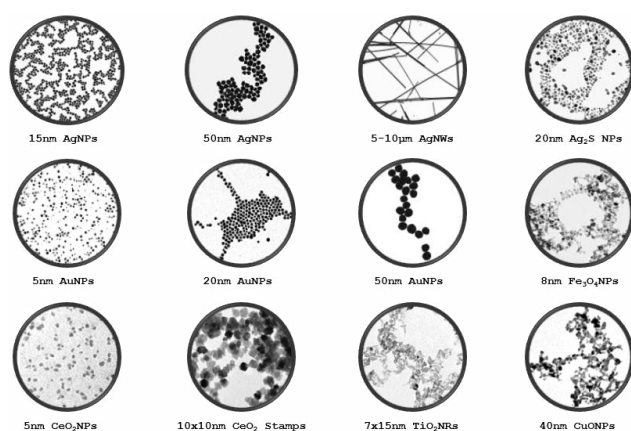 15nm AgNPs
50nm AgNPs
5-10µm AgNWs
20nm Ag₂S NPs
5nm AuNPs
20nm AuNPs
50nm AuNPs
8nm Fe₃O₄NPs
5nm CeO₂NPs
10x10nm CeO₂ Stamps
7x15nm TiO₂NRs
40nm CuONPs